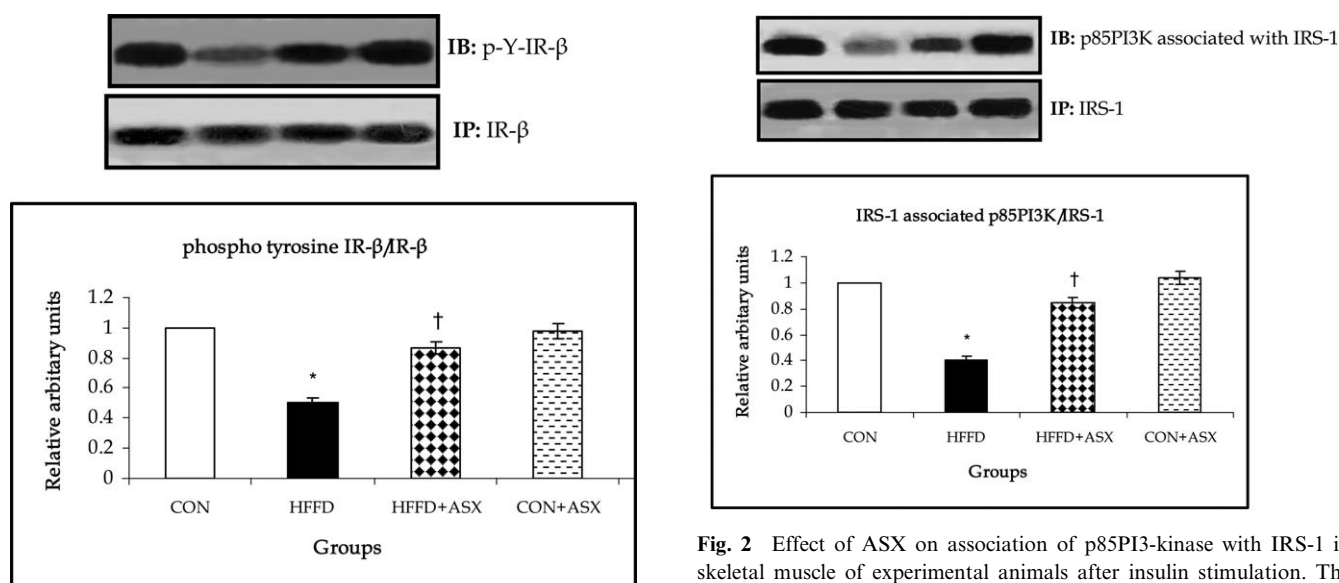 IB: p-Y-IR-β
IP: IR-β
phospho tyrosine IR-β/IR-β
Relative arbitary units
1.2
1
0.8
0.6
0.4
0.2
0
*
†
CON HFFD HFFD+ASX CON+ASX
Groups
IB: p85PI3K associated with IRS-1
IP: IRS-1
IRS-1 associated p85PI3K/IRS-1
Relative arbitary units
1.2
1
0.8
0.6
0.4
0.2
0
*
†
CON HFFD HFFD+ASX CON+ASX
Groups
Fig. 2 Effect of ASX on association of p85PI3-kinase with IRS-1 i
skeletal muscle of experimental animals after insulin stimulation. Th